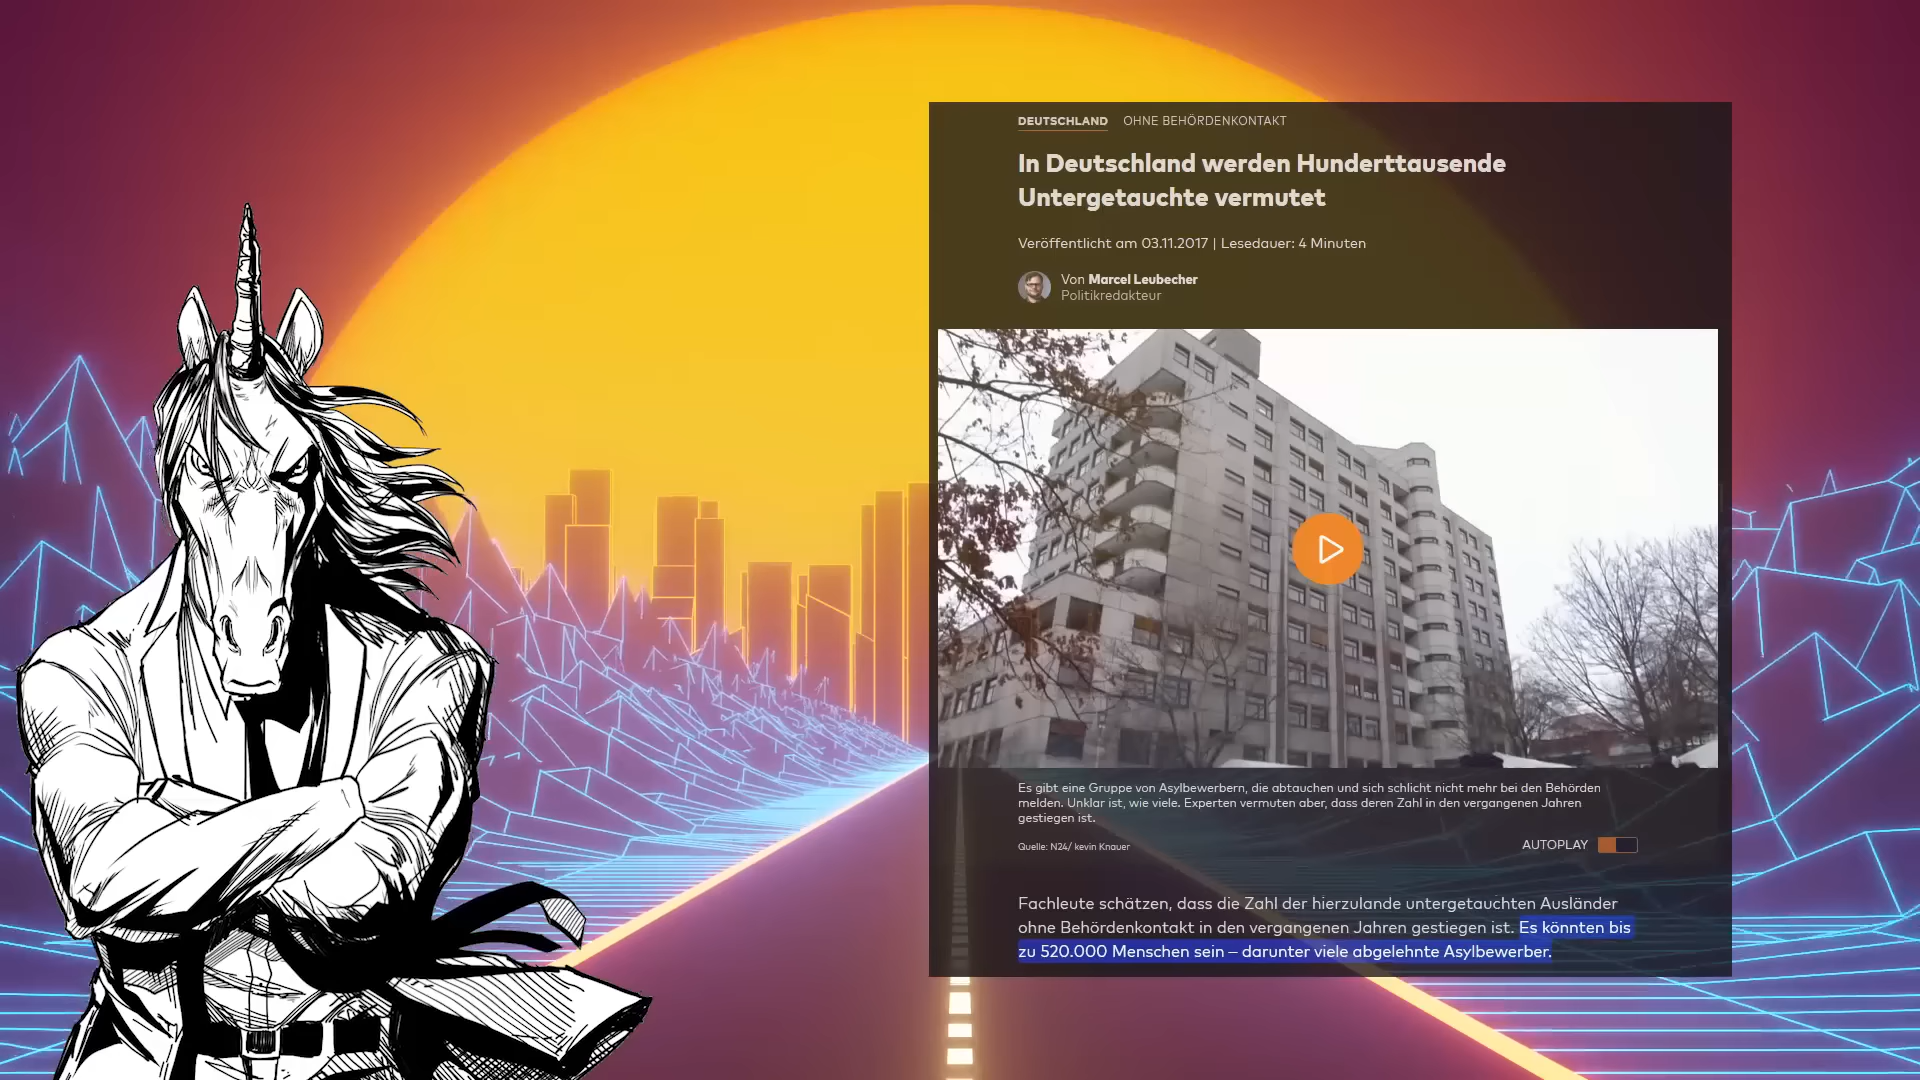 DEUTSCHLAND OHNE BEHÖRDENKONTAKT
In Deutschland werden Hunderttausende
Untergetauchte vermutet
Veröffentlicht am 03.11.2017 | Lesedauer: 4 Minuten
Von Marcel Leubecher
Politikredakteur
Es gibt eine Gruppe von Asylbewerbern, die abtauchen und sich schlicht nicht mehr bei den Behörden
melden. Unklar ist, wie viele. Experten vermuten aber, dass deren Zahl in den vergangenen Jahren
gestiegen ist.
Quelle: N24/ kevin Knauer
AUTOPLAY
Fachleute schätzen, dass die Zahl der hierzulande untergetauchten Ausländer
ohne Behördenkontakt in den vergangenen Jahren gestiegen ist. Es könnten bis
zu 520.000 Menschen sein – darunter viele abgelehnte Asylbewerber.